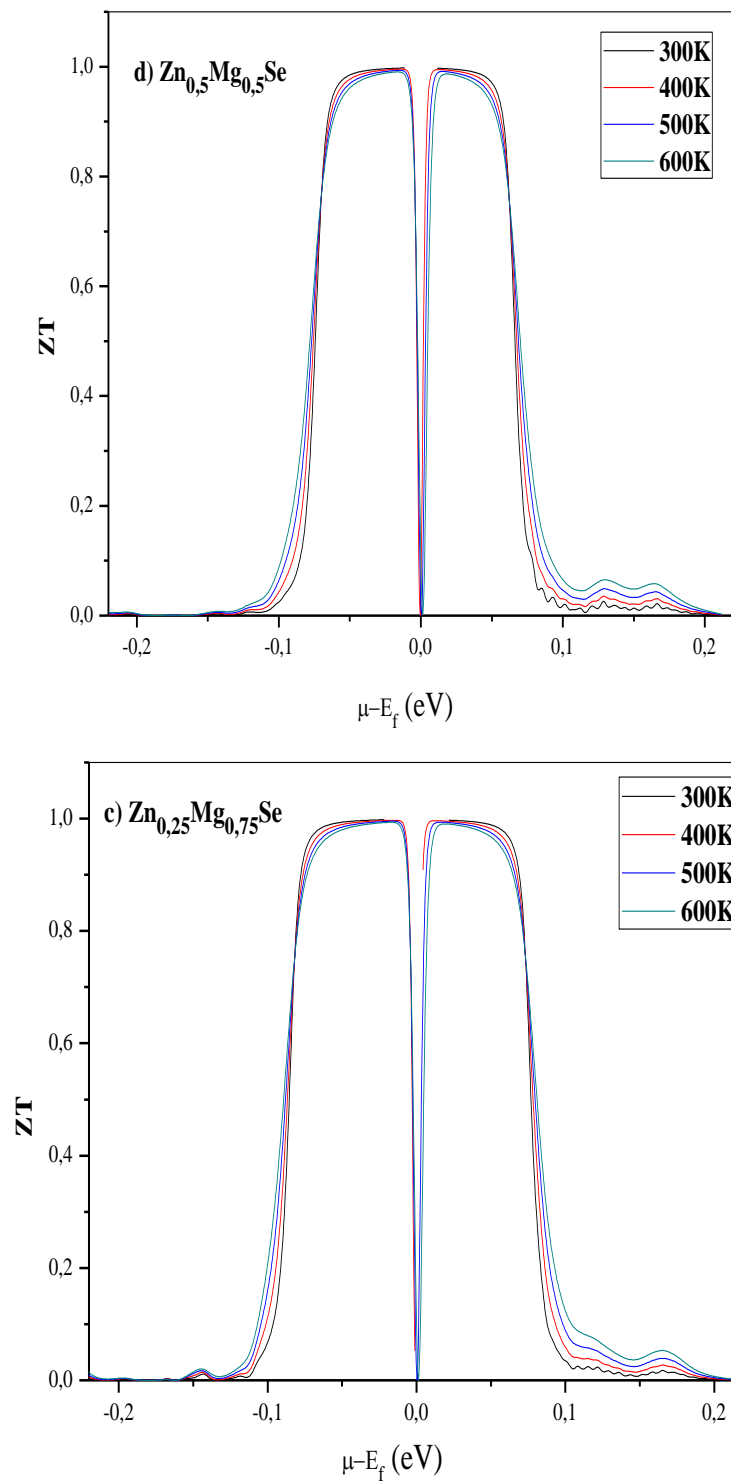 d) Zn0,5Mg0,5Se
300K
400K
500K
600K
1,0
0,8
0,6
0,4
0,2
0,0
ZT
-0,2 -0,1 0,0 0,1 0,2
μ–Ef (eV)
c) Zn0,25Mg0,75Se
300K
400K
500K
600K
1,0
0,8
0,6
0,4
0,2
0,0
ZT
-0,2 -0,1 0,0 0,1 0,2
μ–Ef (eV)